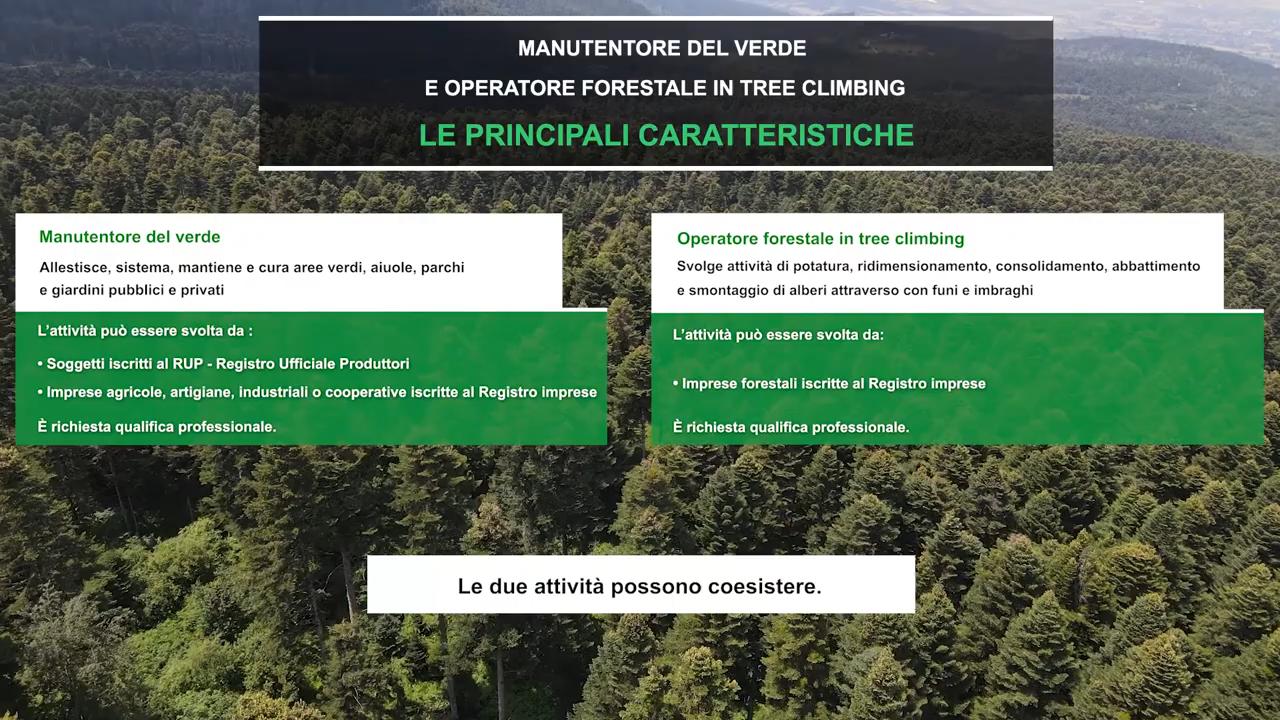 MANUTENTORE DEL VERDE
E OPERATORE FORESTALE IN TREE CLIMBING
LE PRINCIPALI CARATTERISTICHE
Manutentore del verde
Allestisce, sistema, mantiene e cura aree verdi, aiuole, parchi
e giardini pubblici e privati
L'attività può essere svolta da :
• Soggetti iscritti al RUP - Registro Ufficiale Produttori
• Imprese agricole, artigiane, industriali o cooperative iscritte al Registro imprese
È richiesta qualifica professionale.
Operatore forestale in tree climbing
Svolge attività di potatura, ridimensionamento, consolidamento, abbattimento
e smontaggio di alberi attraverso con funi e imbraghi
L'attività può essere svolta da:
• Imprese forestali iscritte al Registro imprese
È richiesta qualifica professionale.
Le due attività possono coesistere.